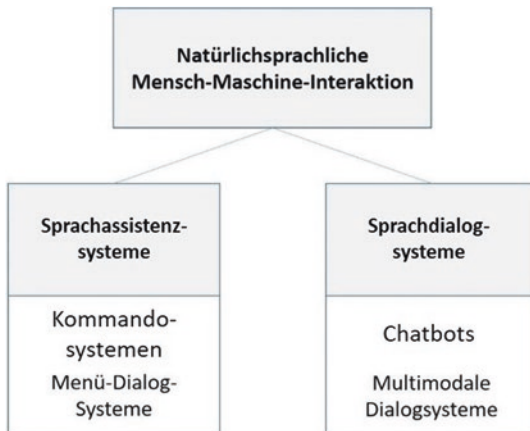 Natürlichsprachliche
Mensch-Maschine-Interaktion
Sprachassistenz-
systeme
Kommando-
systemen
Menü-Dialog-
Systeme
Sprachdialog-
systeme
Chatbots
Multimodale
Dialogsysteme